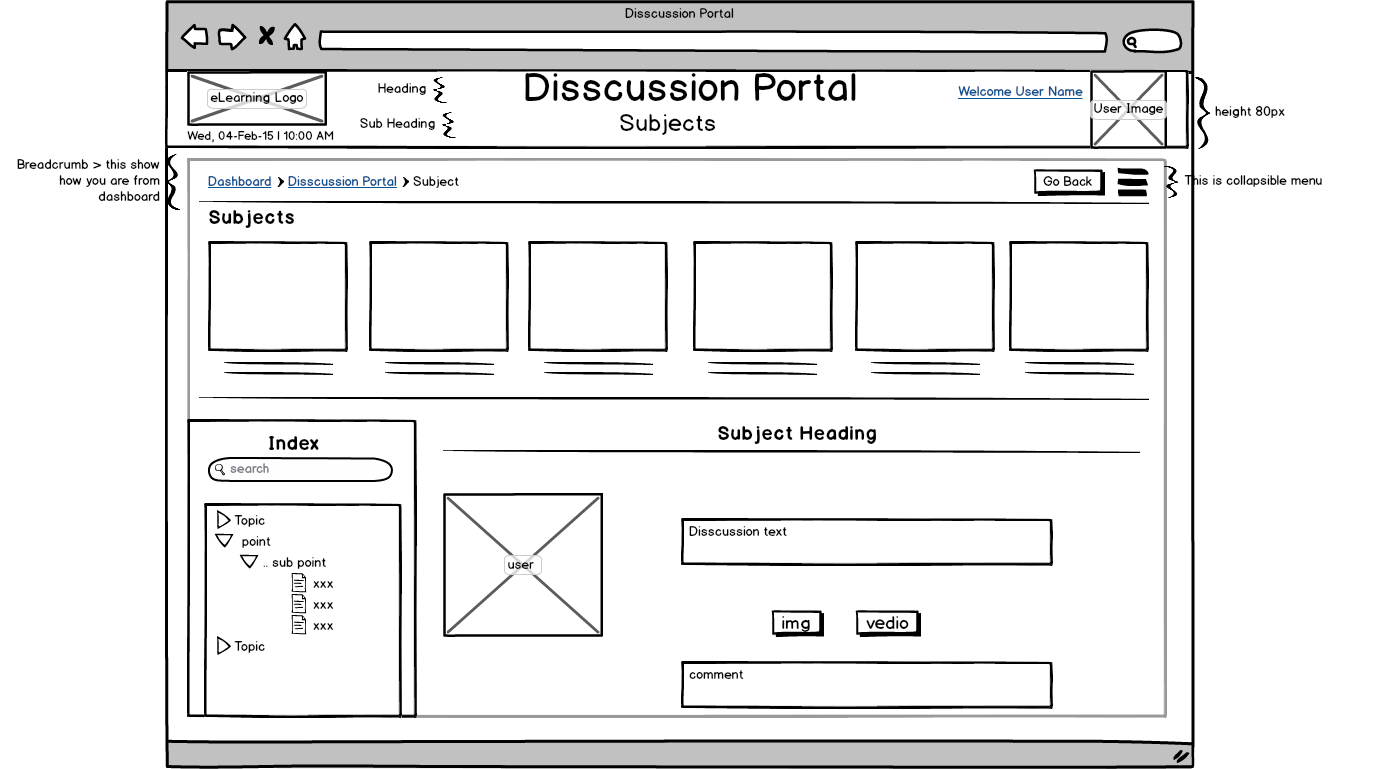 Disscussion Portal
eLearning Logo
Wed, 04-Feb-15 | 10:00 AM
Heading
Sub Heading
Disscussion Portal
Subjects
Welcome User Name
User Image
height 80px
Breadcrumb > this show
how you are from
dashboard
Dashboard > Disscussion Portal > Subject
Go Back
This is collapsible menu
Subjects
Index
search
Topic
point
.. sub point
xxx
xxx
xxx
Topic
Subject Heading
user
Disscussion text
img
vedio
comment